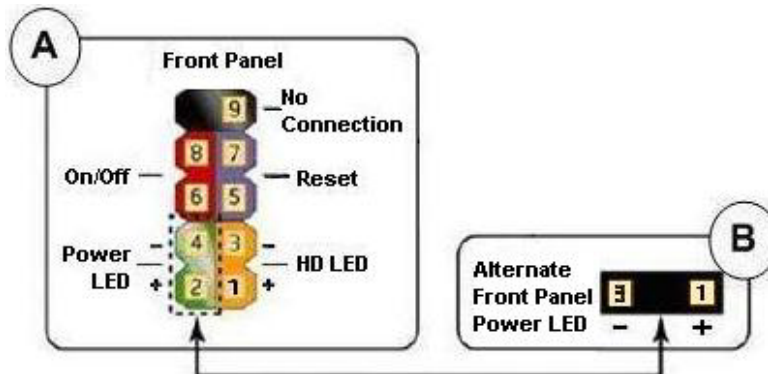 A
Front Panel
9
No
Connection
8 7
On/Off
Reset
6 5
- 4 3 -
Power
LED
HD LED
+ 2 1 +
B
Alternate
Front Panel
Power LED
3 1
- +